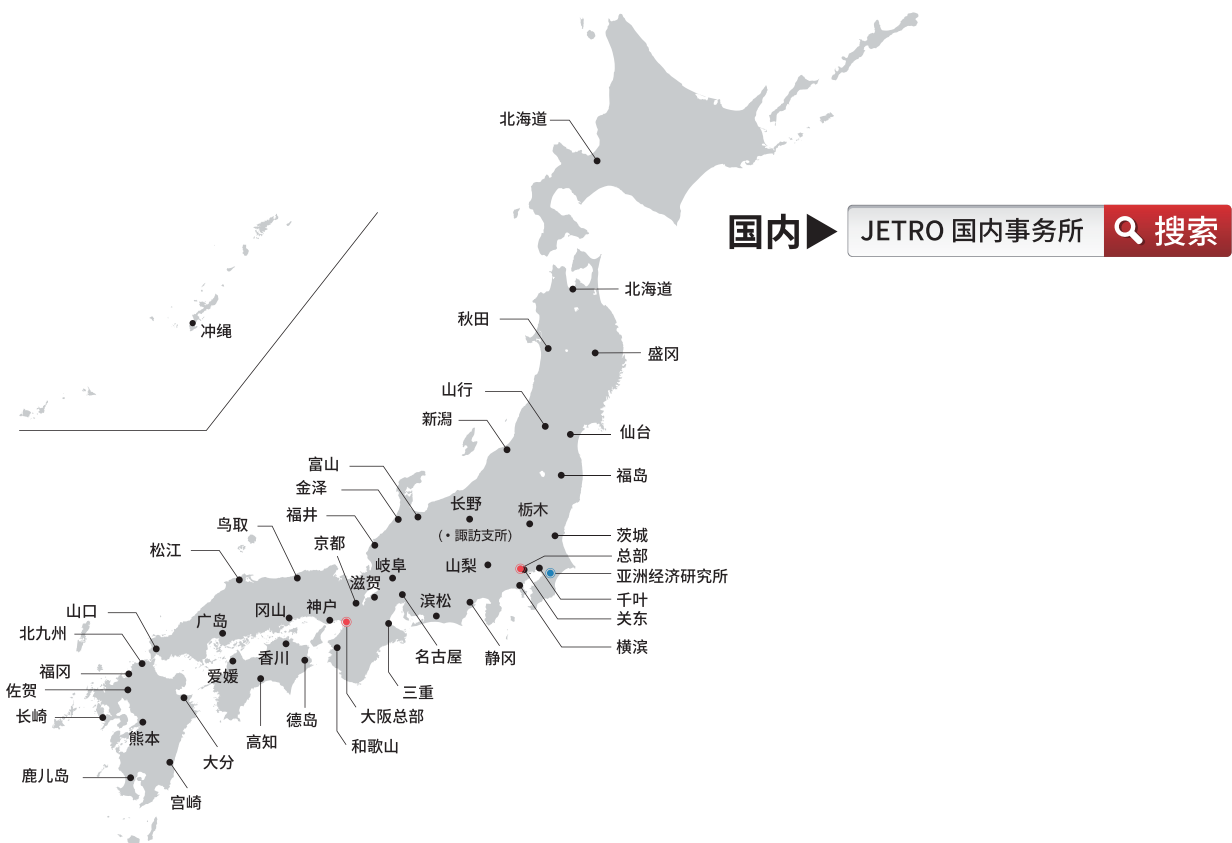 北海道
国内▶
JETRO 国内事务所
搜索
北海道
秋田
冲绳
盛冈
山行
新潟
仙台
富山
福岛
金泽
长野
栃木
福井
鸟取
（・諏訪支所）
茨城
京都
松江
总部
岐阜
山梨
亚洲经济研究所
滋贺
千叶
滨松
山口
冈山
神户
广岛
关东
北九州
横滨
名古屋
静冈
香川
福冈
爱媛
佐贺
三重
长崎
德岛
大阪总部
熊本
高知
和歌山
大分
鹿儿岛
宫崎